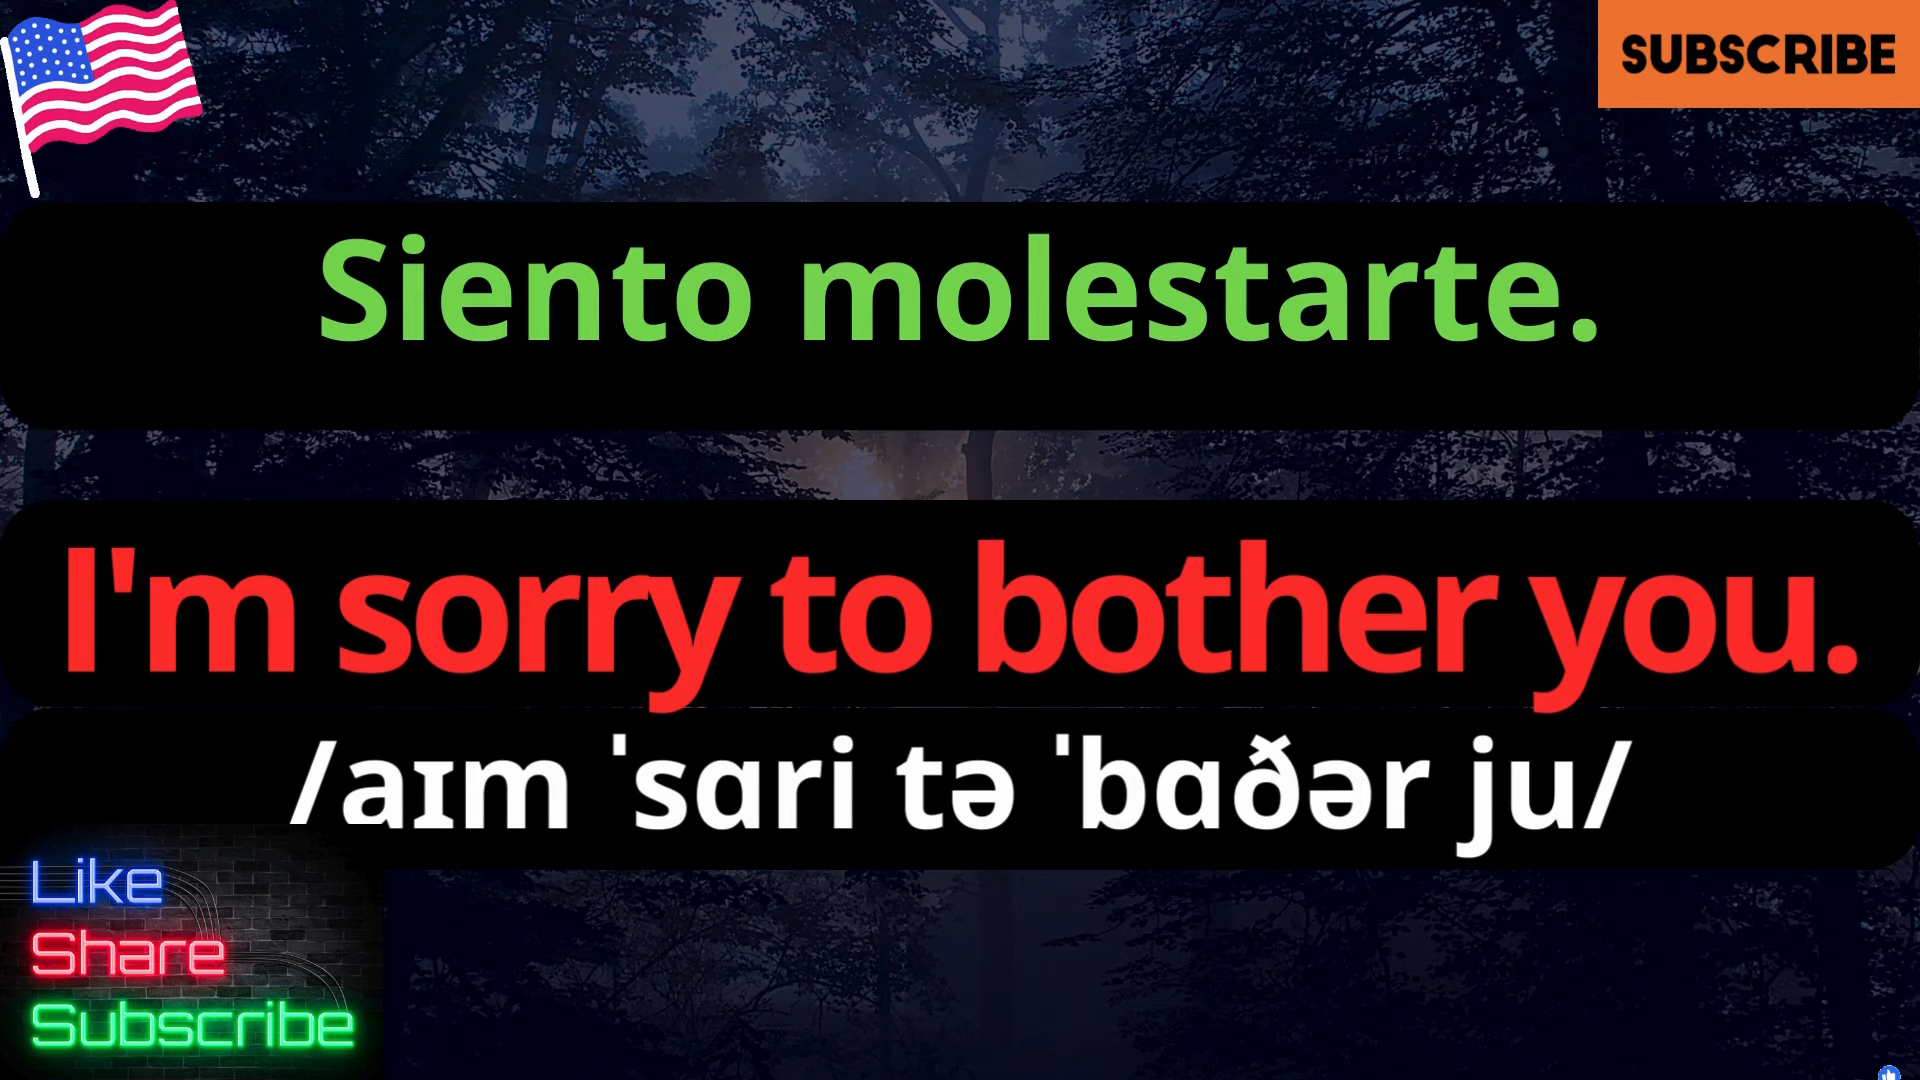 SUBSCRIBE
Siento molestarte.
I'm sorry to bother you.
/aɪm ˈsɑri tə ˈbɑðər ju/
Like
Share
Subscribe